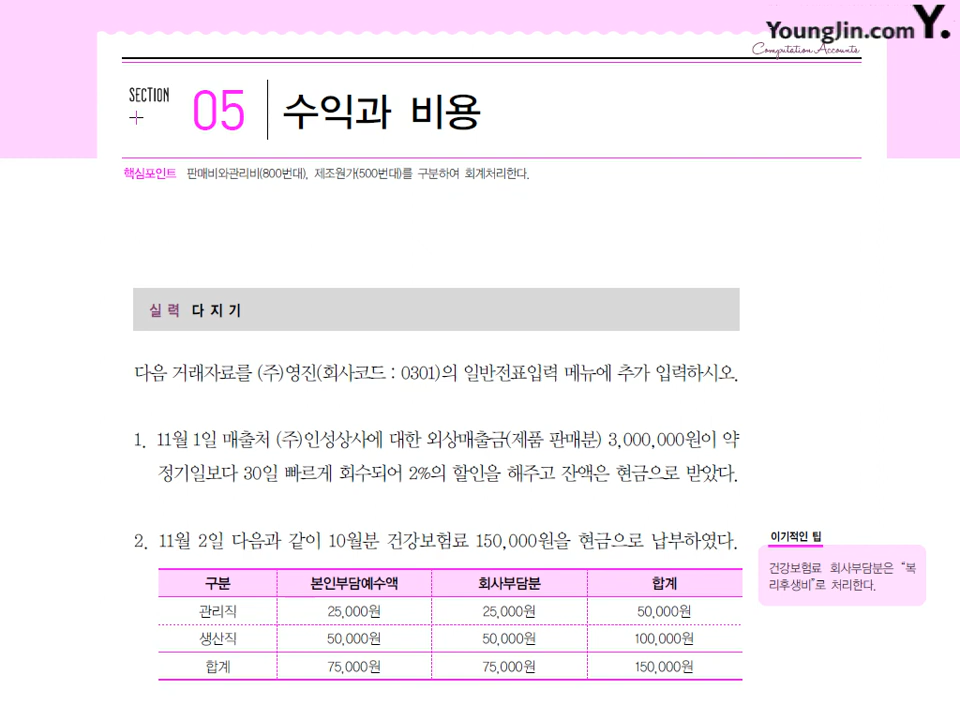 YoungJin.com Y.
Computation Accounts
SECTION
05 수익과 비용
핵심포인트 판매비와관리비(800번대), 제조원가(500번대)를 구분하여 회계처리한다.
실력 다지기
다음 거래자료를 (주)영진(회사코드 : 0301)의 일반전표입력 메뉴에 추가 입력하시오.
1. 11월 1일 매출처 (주)인성상사에 대한 외상매출금(제품 판매분) 3,000,000원이 약
정기일보다 30일 빠르게 회수되어 2%의 할인을 해주고 잔액은 현금으로 받았다.
2. 11월 2일 다음과 같이 10월분 건강보험료 150,000원을 현금으로 납부하였다.
이기적인 팁
건강보험료 회사부담분은 “복
리후생비”로 처리한다.
구분 본인부담예수액 회사부담분 합계
관리직 25,000원 25,000원 50,000원
생산직 50,000원 50,000원 100,000원
합계 75,000원 75,000원 150,000원